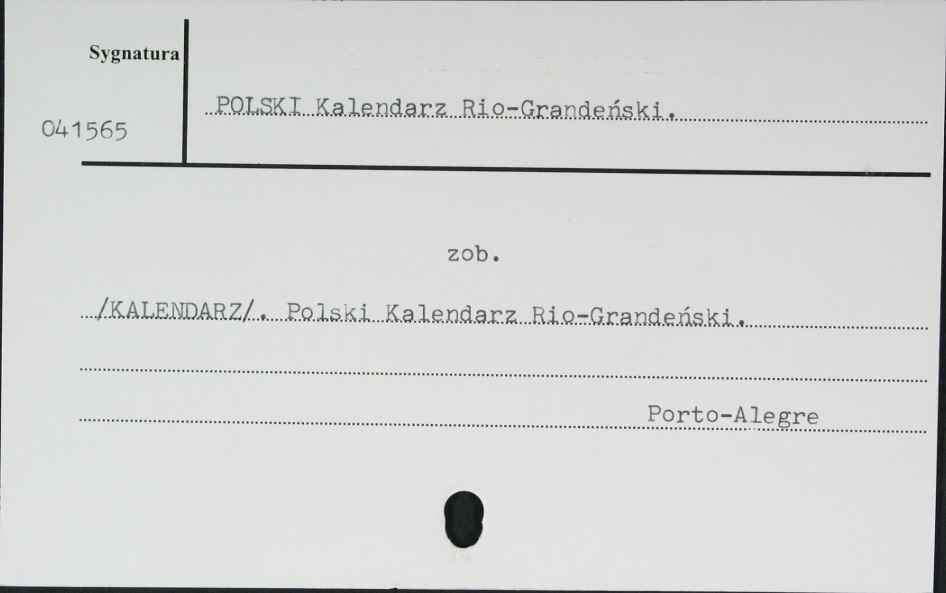 Sygnatura
POLSKI Kalendarz Rio-Grandeński.
041565
zob.
/KALENDARZ/. Polski Kalendarz Rio-Grandeński.
Porto-Alegre